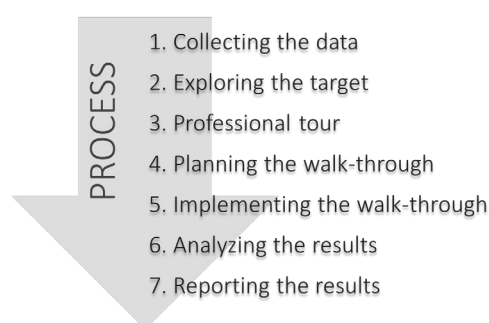 PROCESS
1. Collecting the data
2. Exploring the target
3. Professional tour
4. Planning the walk-through
5. Implementing the walk-through
6. Analyzing the results
7. Reporting the results